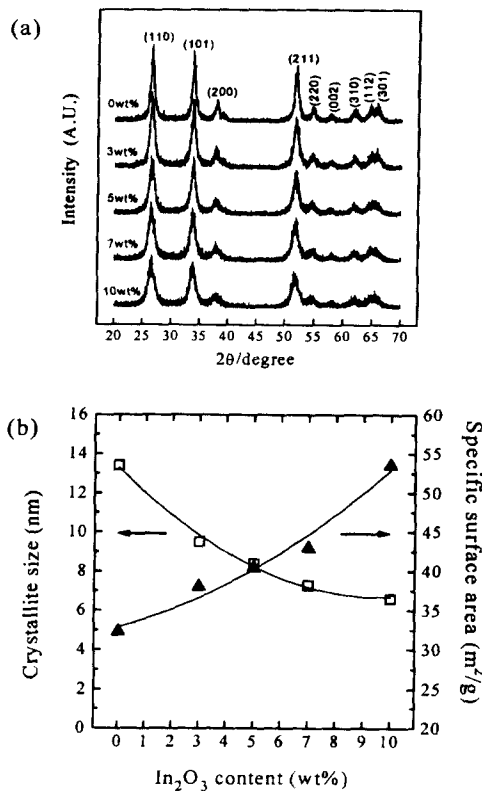 (a)
(110)
(101)
(200)
(211)
(220)
(002)
(310)
(112)
(301)
0wt%
3wt%
5wt%
7wt%
10wt%
Intensity (A.U.)
20 25 30 35 40 45 50 55 60 65 70
2θ/degree
(b)
16
14
12
10
8
6
4
2
0
Crystallite size (nm)
60
55
50
45
40
35
30
25
20
Specific surface area (m²/g)
0 1 2 3 4 5 6 7 8 9 10
In₂O₃ content (wt%)